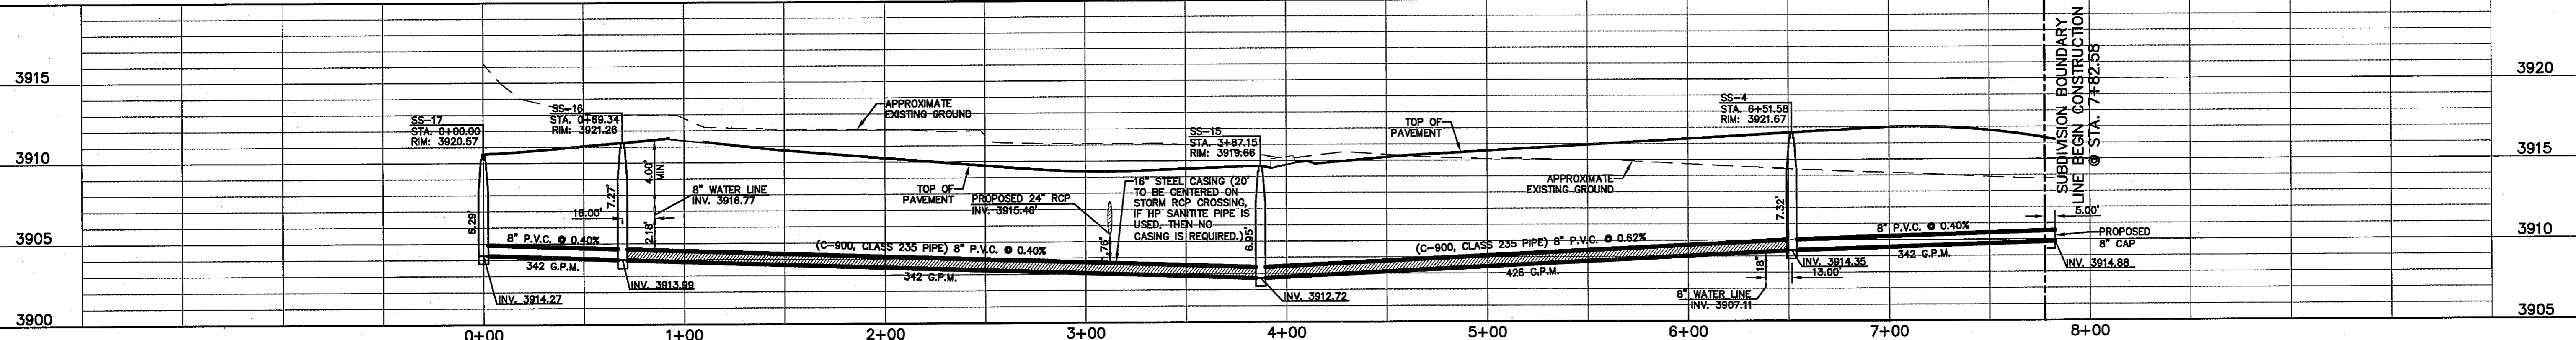 3915
3910
3905
3900
SS-17
STA. 0+00.00
RIM: 3920.57
6.29'
8" P.V.C. @ 0.40%
342 G.P.M.
INV. 3914.27
SS-16
STA. 0+69.34
RIM: 3921.26
7.27'
16.00'
INV. 3913.99
4.00'
MIN.
2.18'
8" WATER LINE
INV. 3916.77
APPROXIMATE
EXISTING GROUND
(C-900, CLASS 235 PIPE) 8" P.V.C. @ 0.40%
342 G.P.M.
TOP OF
PAVEMENT
PROPOSED 24" RCP
INV. 3915.46'
1.76'
16" STEEL CASING (20'
TO BE CENTERED ON
STORM RCP CROSSING,
IF HP SANITITE PIPE IS
USED, THEN NO
CASING IS REQUIRED.)
SS-15
STA. 3+87.15
RIM: 3919.66
6.95'
INV. 3912.72
TOP OF
PAVEMENT
(C-900, CLASS 235 PIPE) 8" P.V.C. @ 0.62%
426 G.P.M.
APPROXIMATE
EXISTING GROUND
SS-4
STA. 6+51.58
RIM: 3921.67
7.32'
18"
8" WATER LINE
INV. 3907.11
13.00'
INV. 3914.35
8" P.V.C. @ 0.40%
342 G.P.M.
SUBDIVISION BOUNDARY
LINE BEGIN CONSTRUCTION
@ STA. 7+82.58
5.00'
PROPOSED
8" CAP
INV. 3914.88
3920
3915
3910
3905
0+00
1+00
2+00
3+00
4+00
5+00
6+00
7+00
8+00